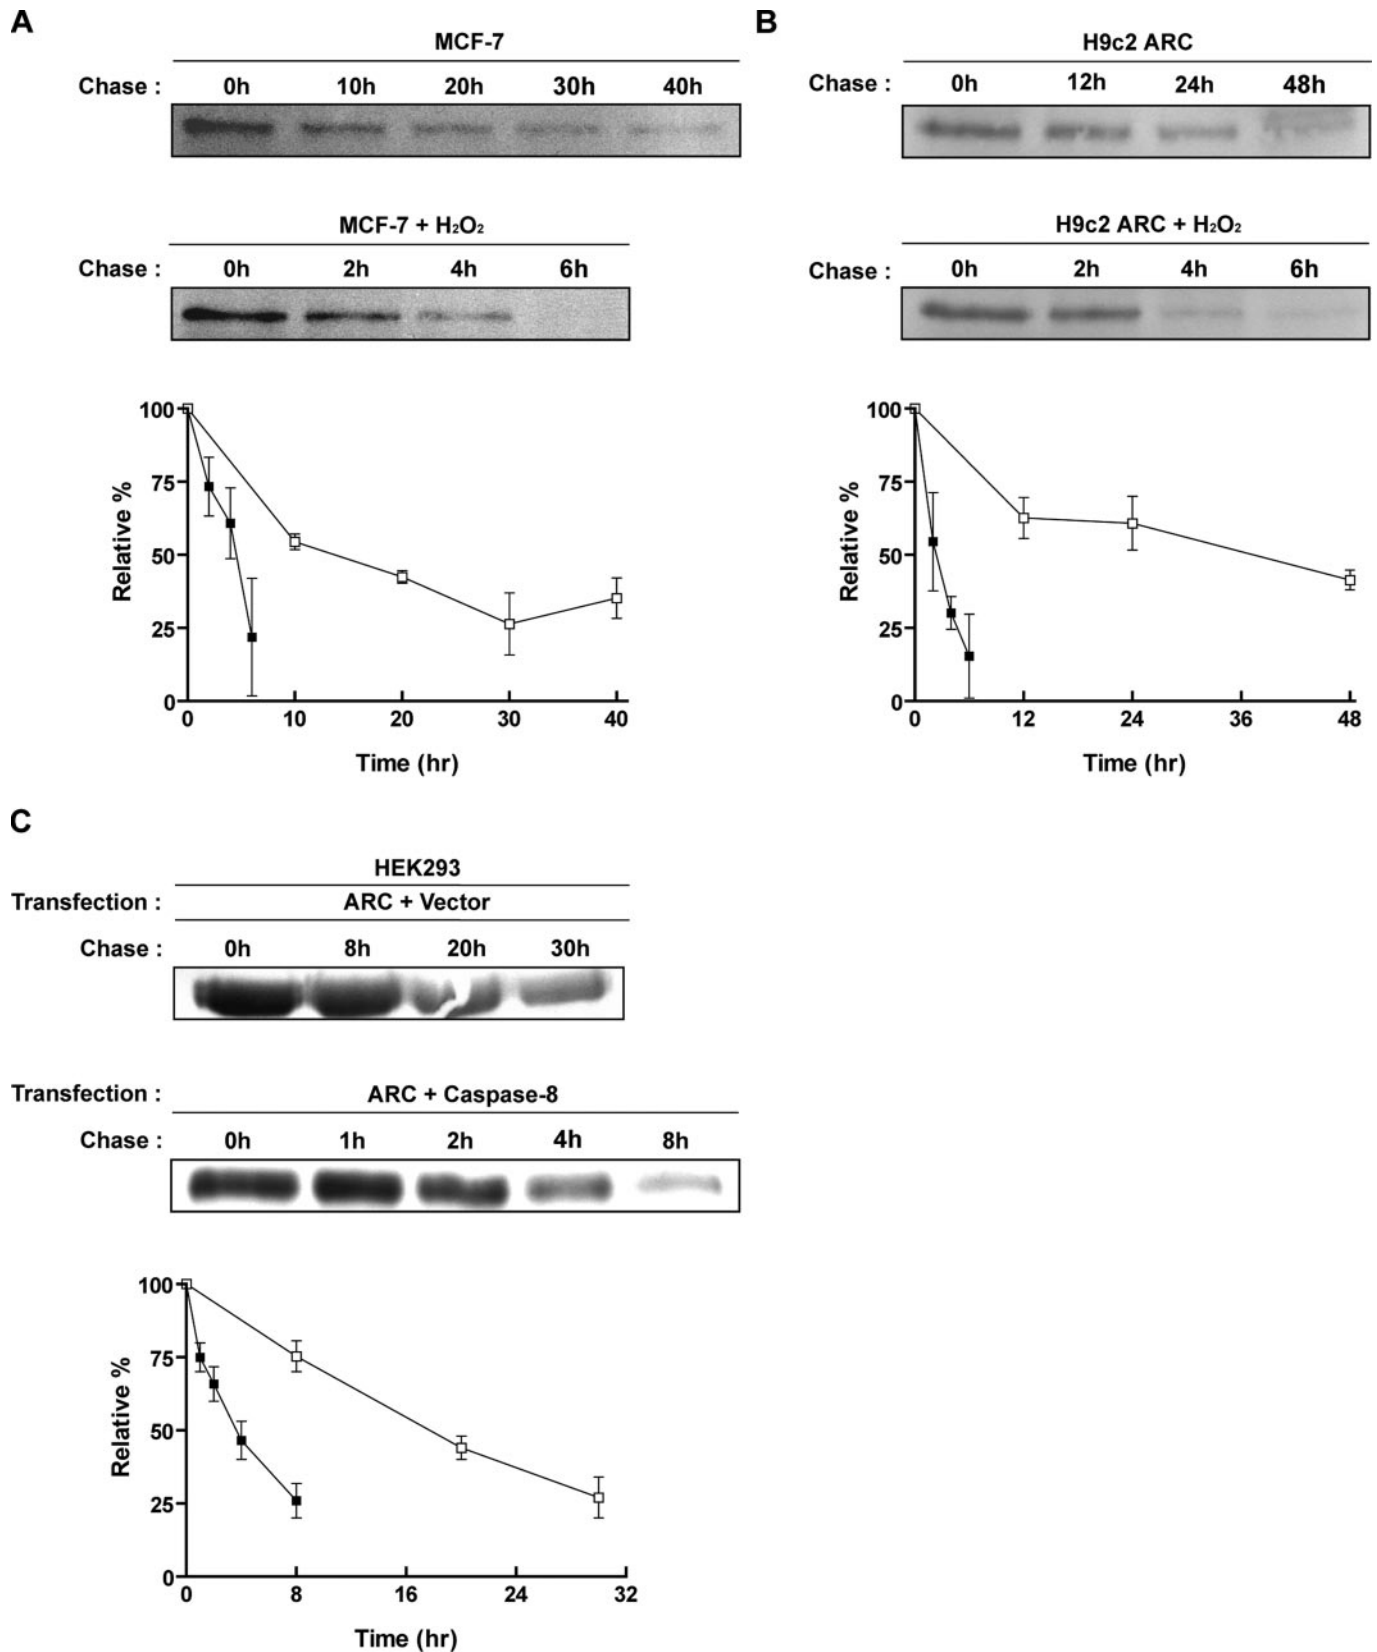 A
MCF-7
Chase : 0h 10h 20h 30h 40h
MCF-7 + H₂O₂
Chase : 0h 2h 4h 6h
Relative %
100
75
50
25
0
0 10 20 30 40
Time (hr)
B
H9c2 ARC
Chase : 0h 12h 24h 48h
H9c2 ARC + H₂O₂
Chase : 0h 2h 4h 6h
Relative %
100
75
50
25
0
0 12 24 36 48
Time (hr)
C
HEK293
Transfection : ARC + Vector
Chase : 0h 8h 20h 30h
Transfection : ARC + Caspase-8
Chase : 0h 1h 2h 4h 8h
Relative %
100
75
50
25
0
0 8 16 24 32
Time (hr)